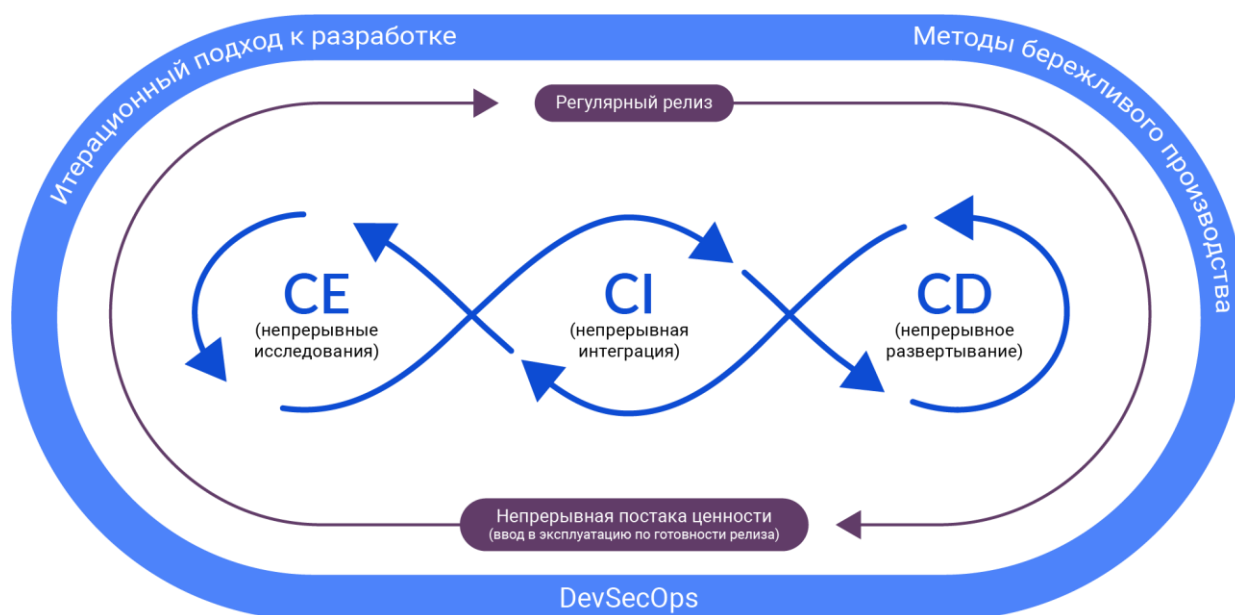 Итерационный подход к разработке
Методы бережливого производства
Регулярный релиз
CE
(непрерывные
исследования)
CI
(непрерывная
интеграция)
CD
(непрерывное
развертывание)
Непрерывная постака ценности
(ввод в эксплуатацию по готовности релиза)
DevSecOps